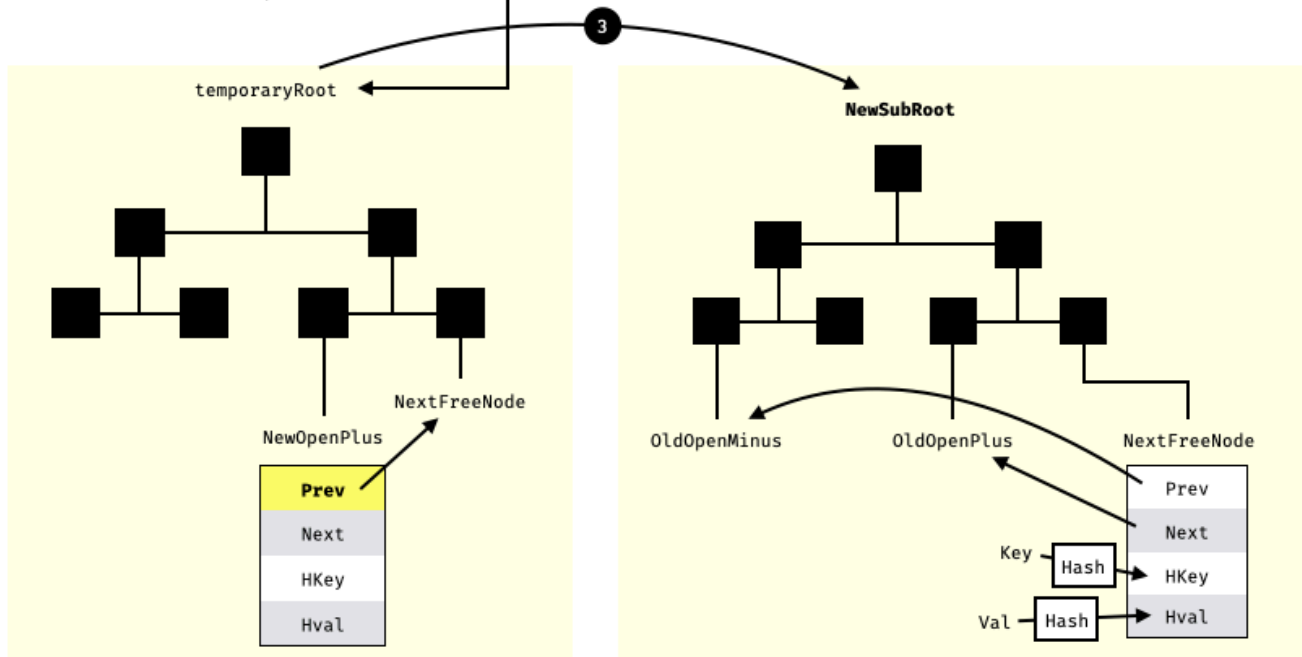 3
temporaryRoot
NewSubRoot
NextFreeNode
NewOpenPlus
Prev
Next
HKey
Hval
OldOpenMinus
OldOpenPlus
NextFreeNode
Prev
Next
Key
Hash
HKey
Val
Hash
Hval